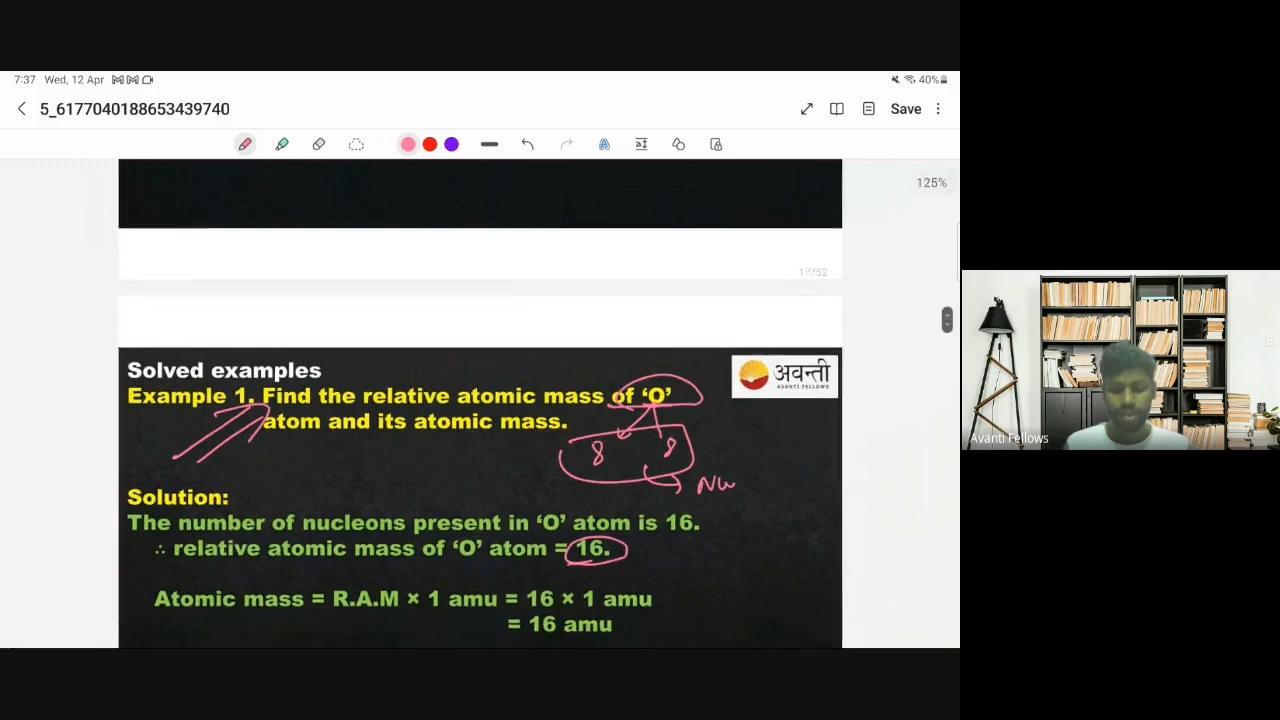 7:37 Wed, 12 Apr
40%
5_6177040188653439740
Save
125%
17/52
Solved examples
अवन्ती
AVANTI FELLOWS
Example 1. Find the relative atomic mass of ‘O’
atom and its atomic mass.
8 8
Nu
Solution:
The number of nucleons present in ‘O’ atom is 16.
∴ relative atomic mass of ‘O’ atom = 16.
Atomic mass = R.A.M × 1 amu = 16 × 1 amu
= 16 amu
Avanti Fellows